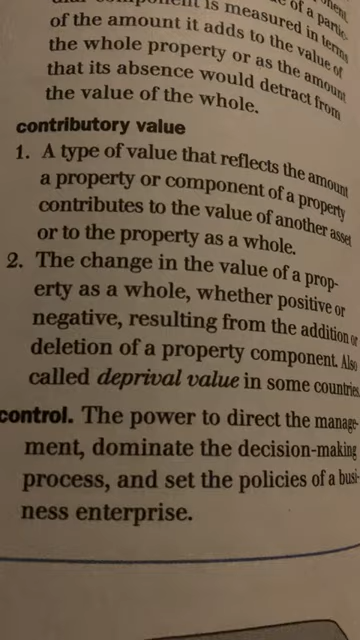 is measured in terms
of the amount it adds to the value of
the whole property or as the amount
that its absence would detract from
the value of the whole.
contributory value
1. A type of value that reflects the amount
a property or component of a property
contributes to the value of another asset
or to the property as a whole.
2. The change in the value of a prop-
erty as a whole, whether positive or
negative, resulting from the addition or
deletion of a property component. Also
called deprival value in some countries.
control. The power to direct the manage-
ment, dominate the decision-making
process, and set the policies of a busi-
ness enterprise.